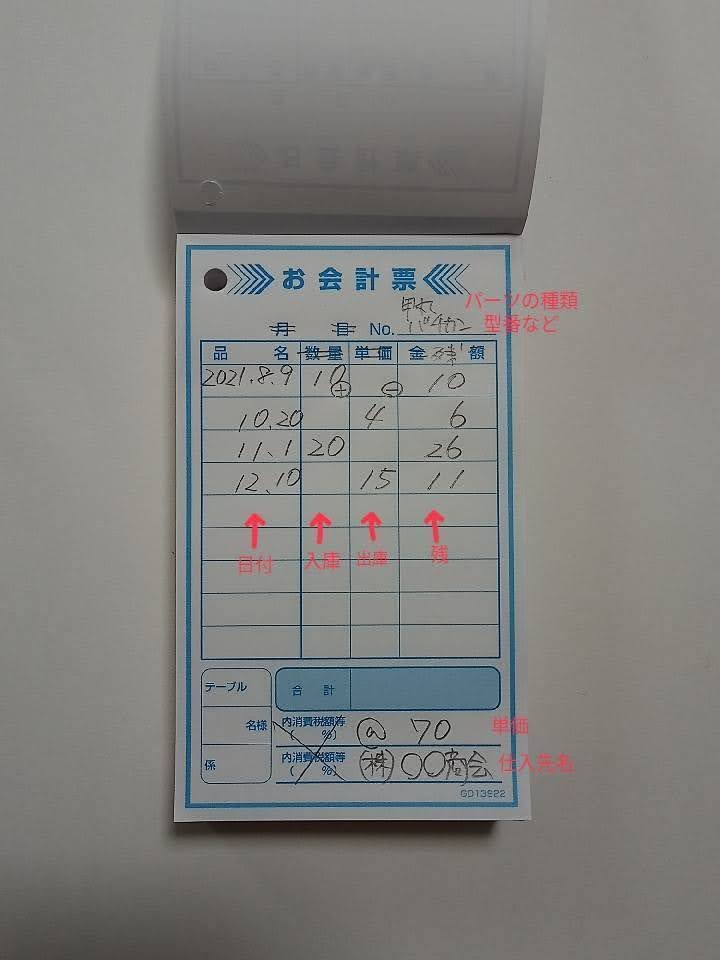 お会計票
パーツの種類
型番など
月 日 No. 甲丸 バチカン
品名 数量 単価 金残額
2021.8.9 10 ⊕ ⊖ 10
10.20 4 6
11.1 20 26
12.10 15 11
日付 入庫 出庫 残
テーブル 合計
名様 内消費税額等 ( %) @ 70 単価
係 内消費税額等 ( %) (株)○○商会 仕入先名
GD13922